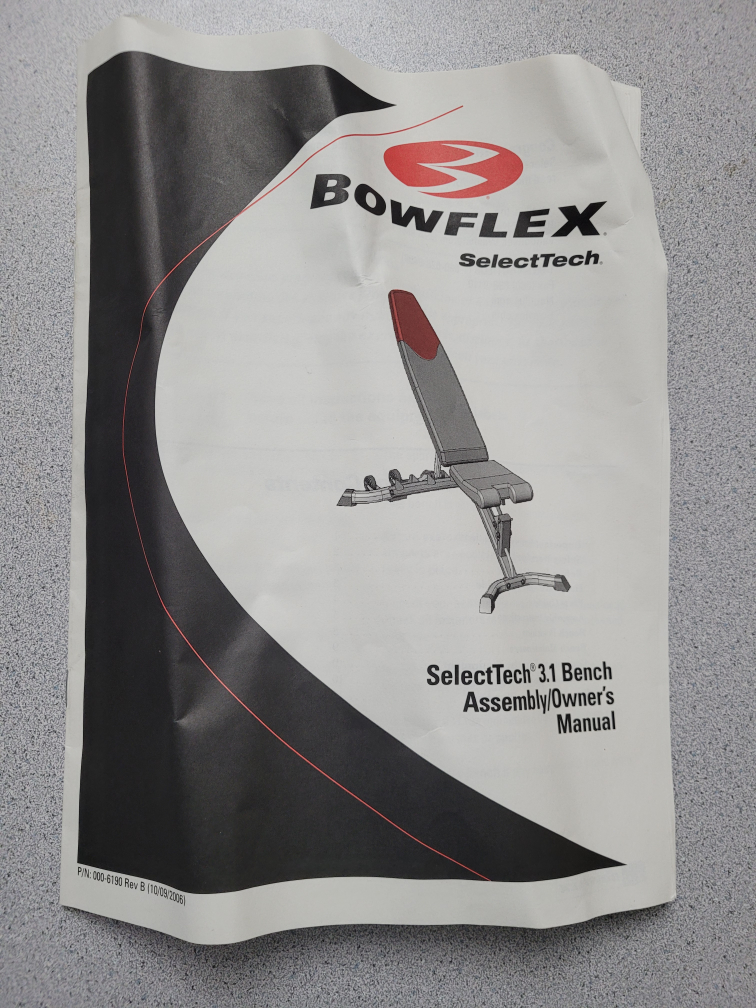 BOWFLEX®
SelectTech®
SelectTech® 3.1 Bench
Assembly/Owner's
Manual
P/N: 000-6190 Rev B (10/09/2006)